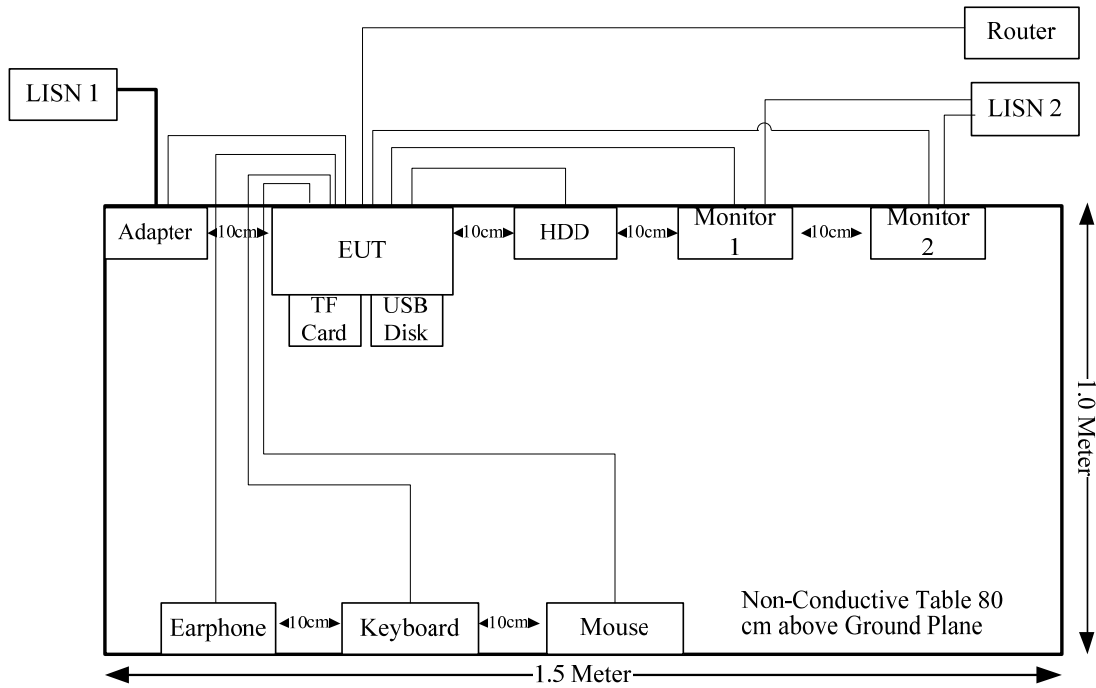 Router
LISN 1
LISN 2
Adapter
10cm
EUT
10cm
HDD
10cm
Monitor
1
10cm
Monitor
2
TF
Card
USB
Disk
1.0 Meter
Earphone
10cm
Keyboard
10cm
Mouse
Non-Conductive Table 80
cm above Ground Plane
1.5 Meter